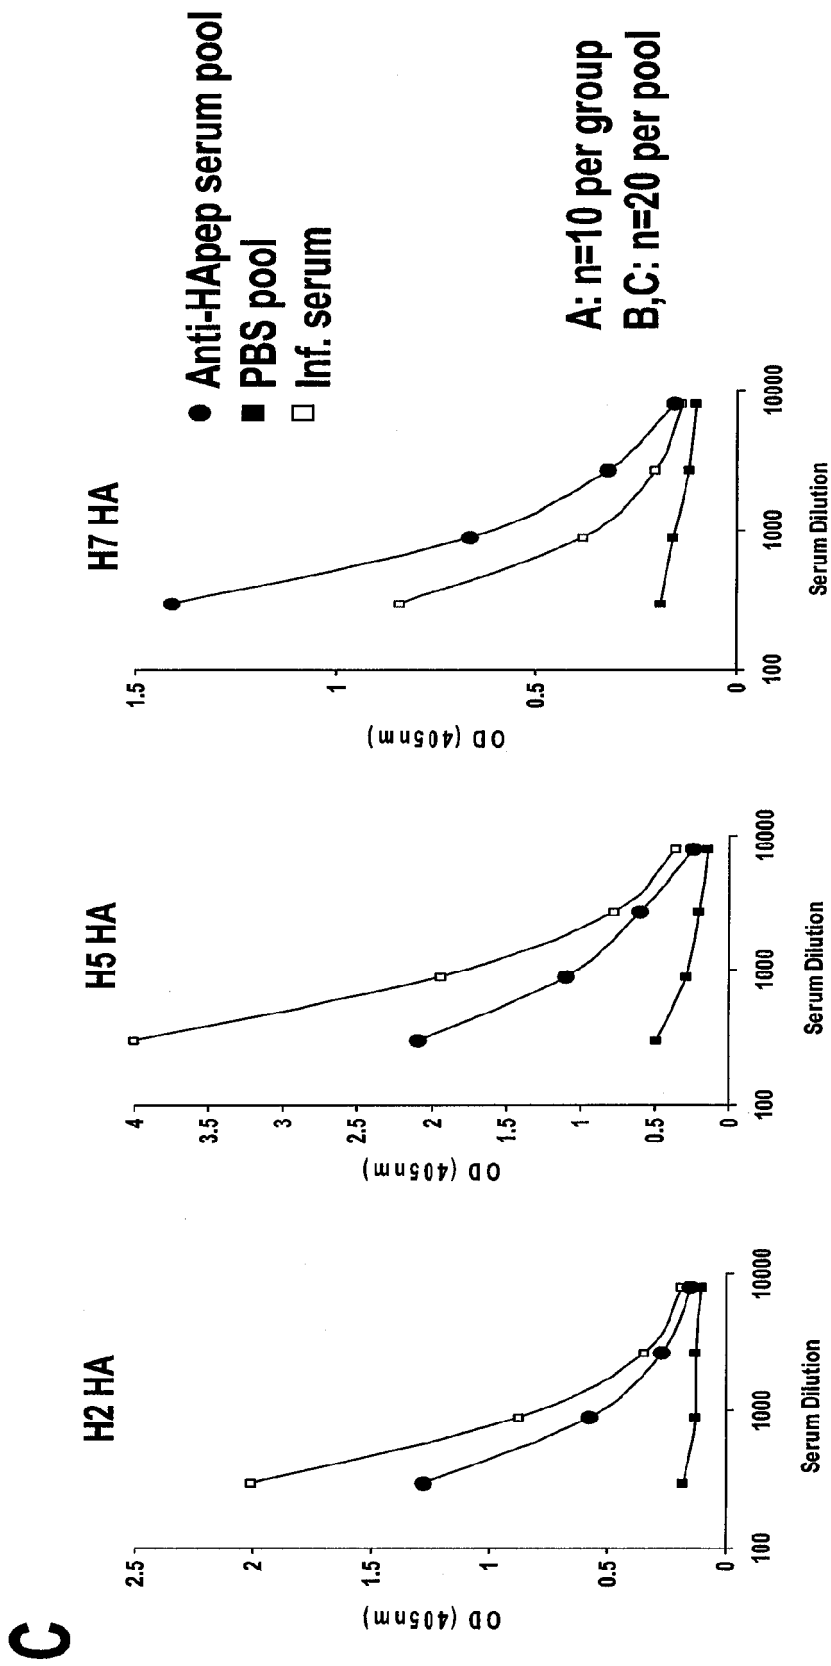 C
H2 HA
OD (405nm)
2.5
2
1.5
1
0.5
0
100
1000
10000
Serum Dilution
H5 HA
OD (405nm)
4
3.5
3
2.5
2
1.5
1
0.5
0
100
1000
10000
Serum Dilution
H7 HA
OD (405nm)
1.5
1
0.5
0
100
1000
10000
Serum Dilution
Anti-HApep serum pool
PBS pool
Inf. serum
A: n=10 per group
B,C: n=20 per pool